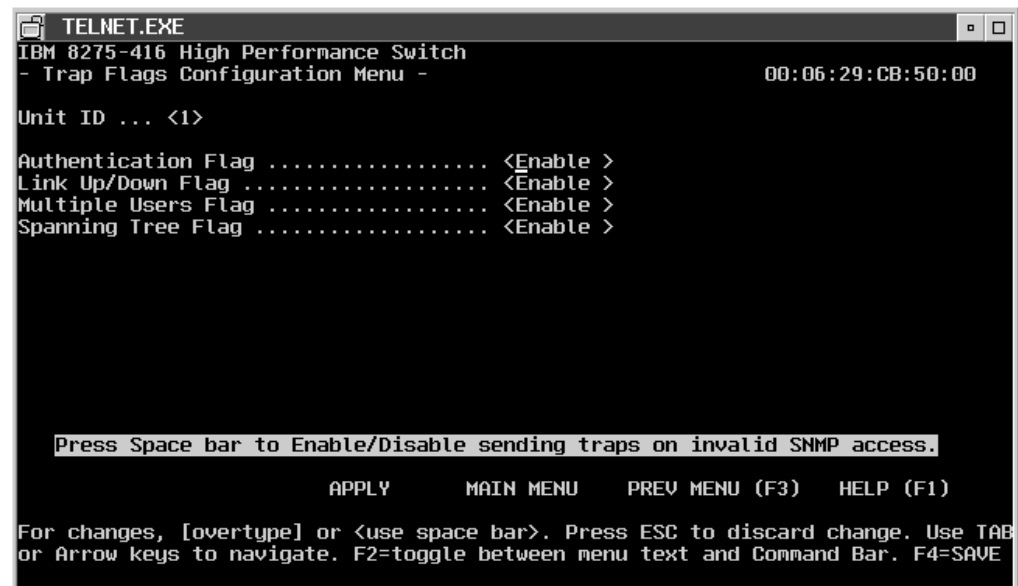 TELNET.EXE
IBM 8275-416 High Performance Switch
- Trap Flags Configuration Menu - 00:06:29:CB:50:00
Unit ID ... <1>
Authentication Flag .................. <Enable >
Link Up/Down Flag .................... <Enable >
Multiple Users Flag .................. <Enable >
Spanning Tree Flag ................... <Enable >
Press Space bar to Enable/Disable sending traps on invalid SNMP access.
APPLY MAIN MENU PREV MENU (F3) HELP (F1)
For changes, [overtype] or <use space bar>. Press ESC to discard change. Use TAB
or Arrow keys to navigate. F2=toggle between menu text and Command Bar. F4=SAVE